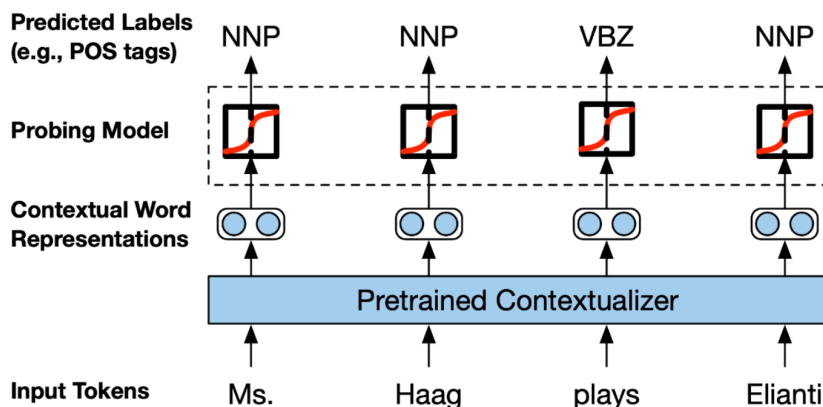 Predicted Labels
(e.g., POS tags)
NNP NNP VBZ NNP
Probing Model
Contextual Word
Representations
Pretrained Contextualizer
Input Tokens Ms. Haag plays Elianti